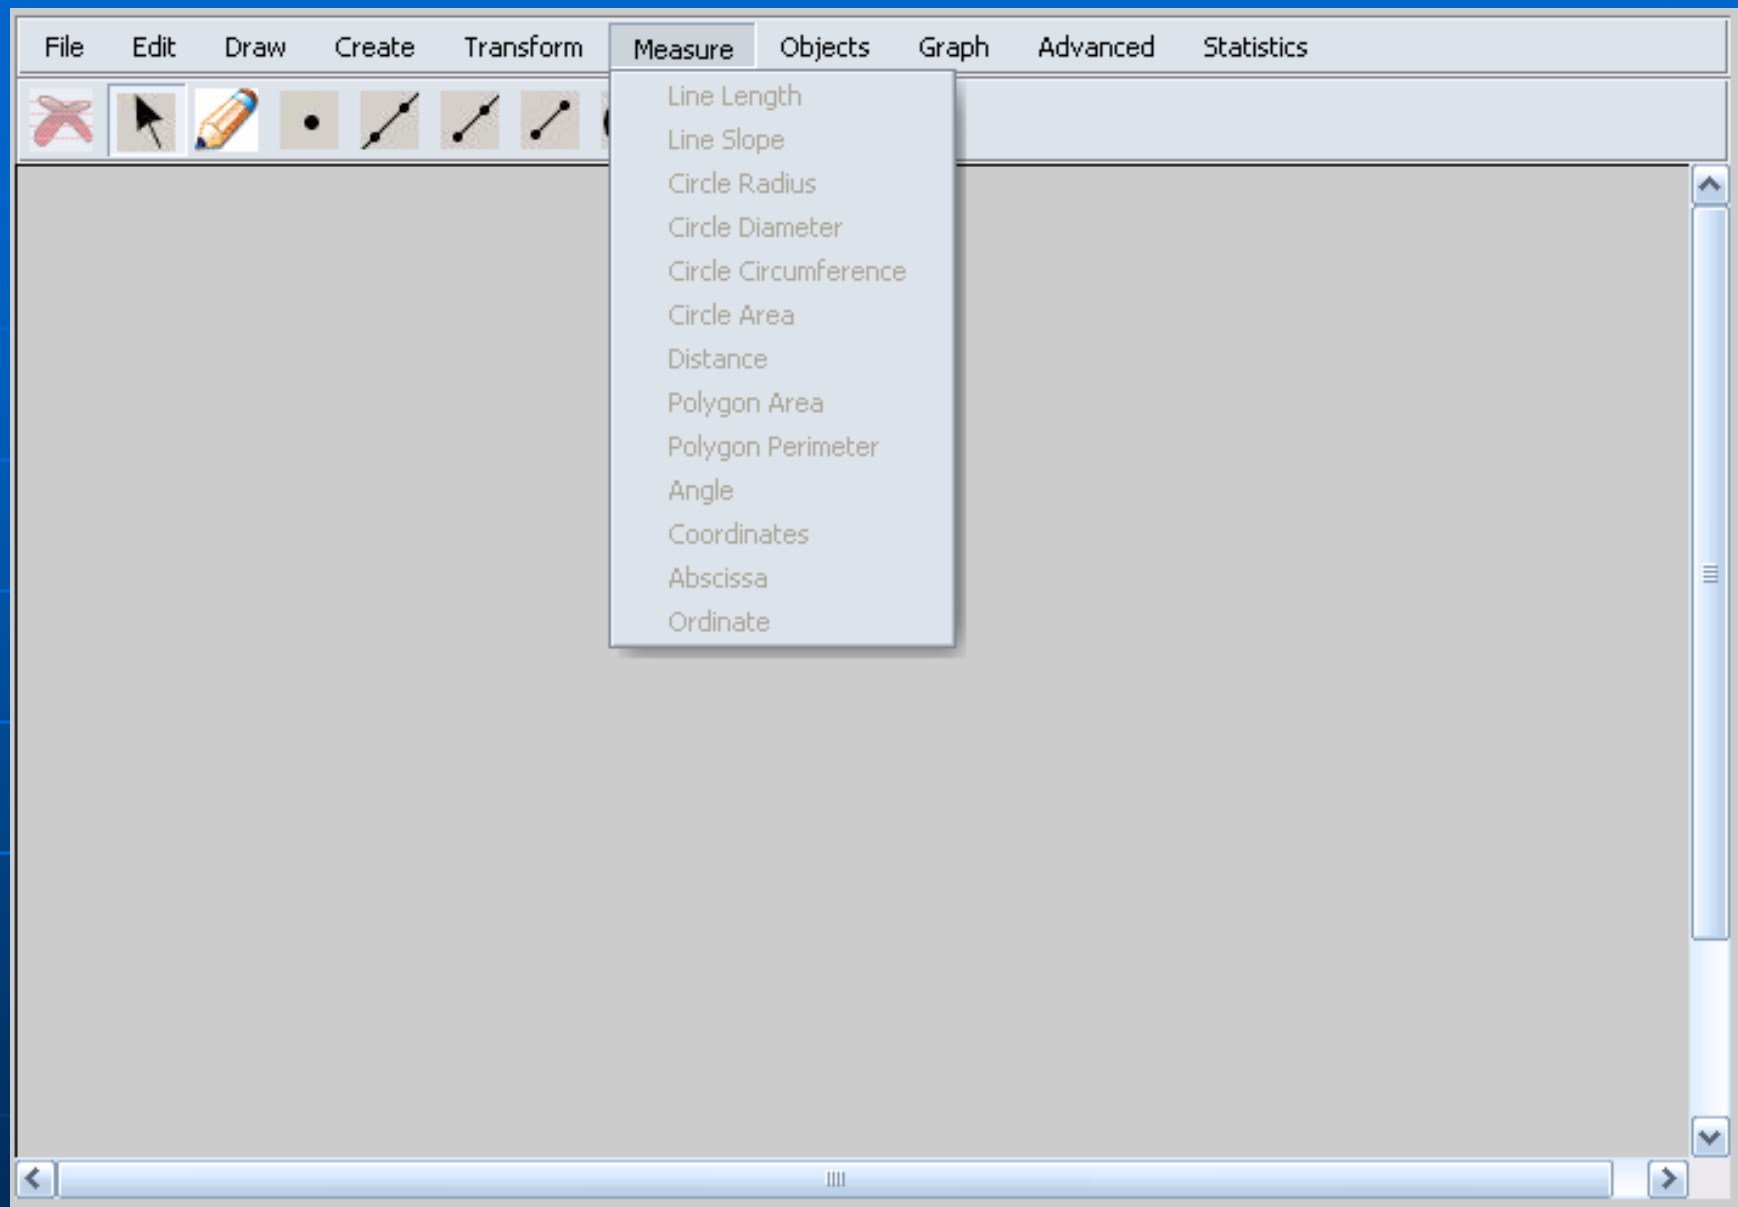 File Edit Draw Create Transform Measure Objects Graph Advanced Statistics
Line Length
Line Slope
Circle Radius
Circle Diameter
Circle Circumference
Circle Area
Distance
Polygon Area
Polygon Perimeter
Angle
Coordinates
Abscissa
Ordinate